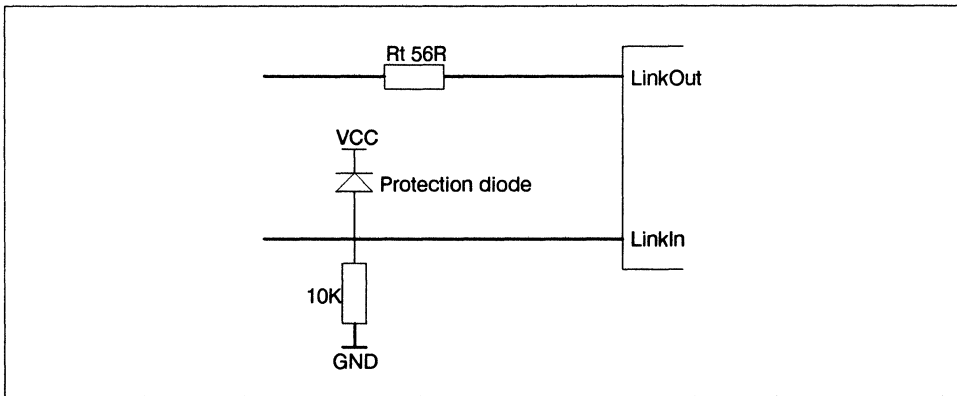 Rt 56R
LinkOut
VCC
Protection diode
LinkIn
10K
GND